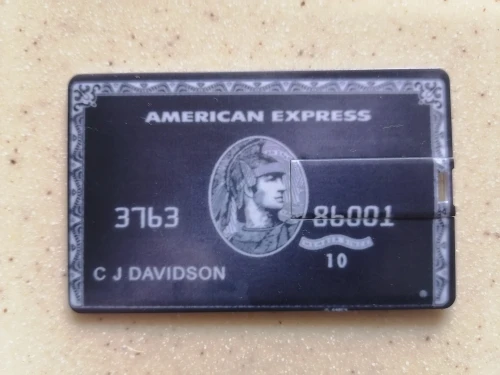 AMERICAN EXPRESS
3763 86001
10
C J DAVIDSON
®